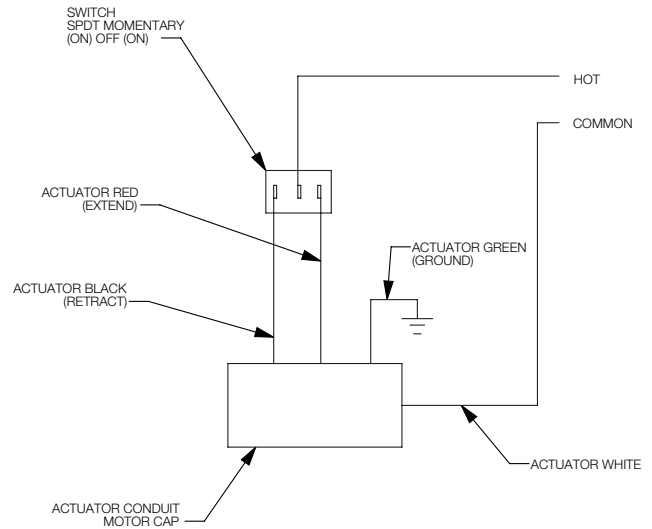 SWITCH
SPDT MOMENTARY
(ON) OFF (ON)
HOT
COMMON
ACTUATOR RED
(EXTEND)
ACTUATOR GREEN
(GROUND)
ACTUATOR BLACK
(RETRACT)
ACTUATOR WHITE
ACTUATOR CONDUIT
MOTOR CAP